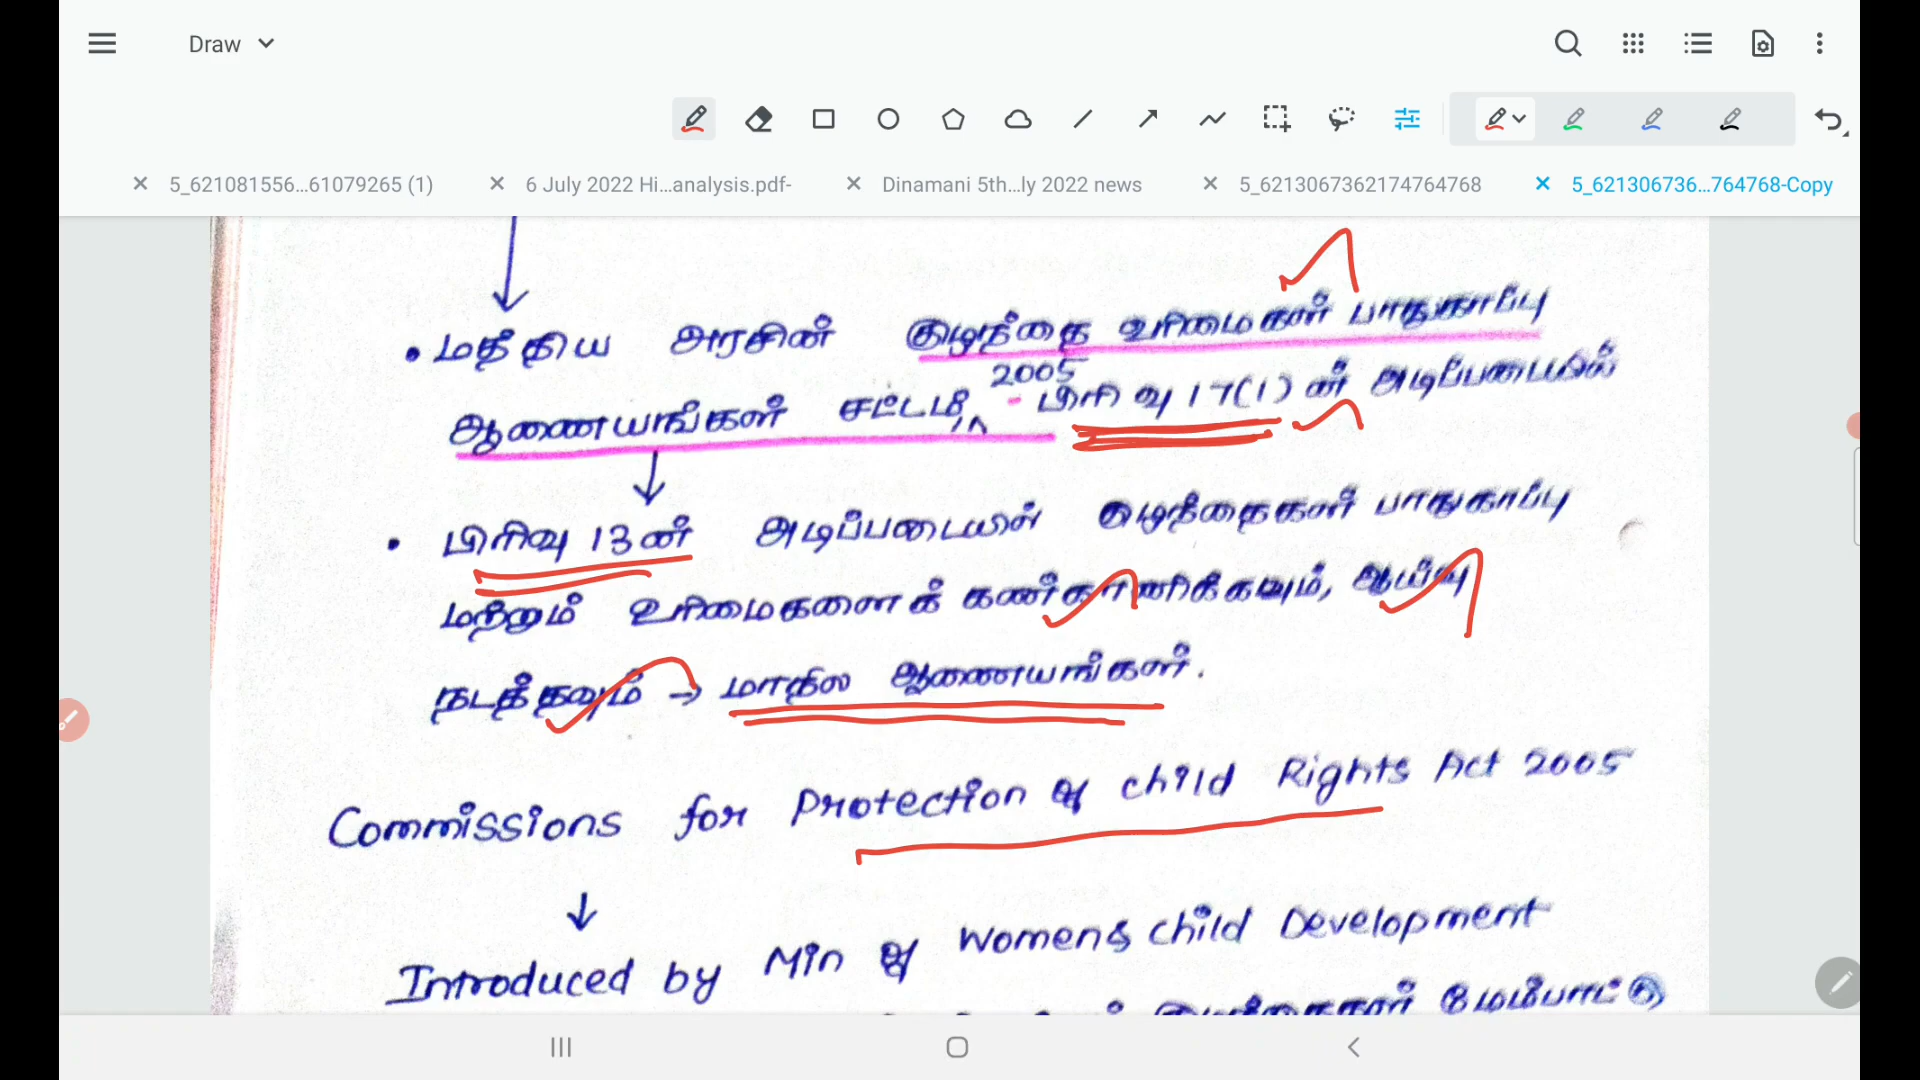 Draw
5_621081556...61079265 (1)
6 July 2022 Hi...analysis.pdf-
Dinamani 5th...ly 2022 news
5_6213067362174764768
5_621306736...764768-Copy
• மத்திய அரசின் குழந்தை உரிமைகள் பாதுகாப்பு
2005
ஆணையங்கள் சட்டம் - பிரிவு 17(1) ன் அடிப்படையில்
• பிரிவு 13ன் அடிப்படையில் குழந்தைகள் பாதுகாப்பு
மற்றும் உரிமைகளைக் கண்காணிக்கவும், ஆய்வு
நடத்தவும் → மாநில ஆணையங்கள்.
Commissions for Protection of child Rights Act 2005
Introduced by Min of Women & child Development